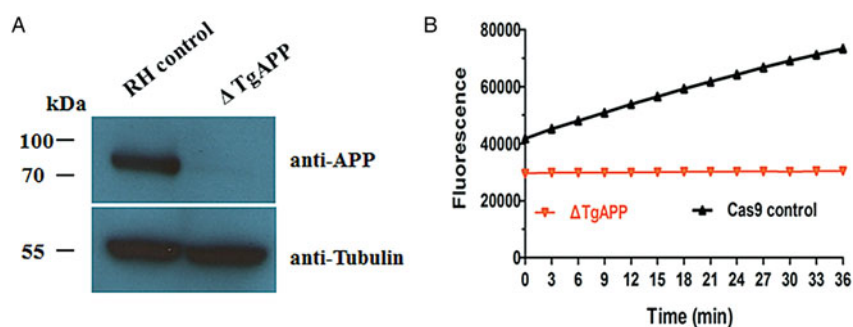 A
RH control
Δ TgAPP
kDa
100
70
anti-APP
55
anti-Tubulin
B
Fluorescence
80000
60000
40000
20000
0
ΔTgAPP
Cas9 control
0 3 6 9 12 15 18 21 24 27 30 33 36
Time (min)